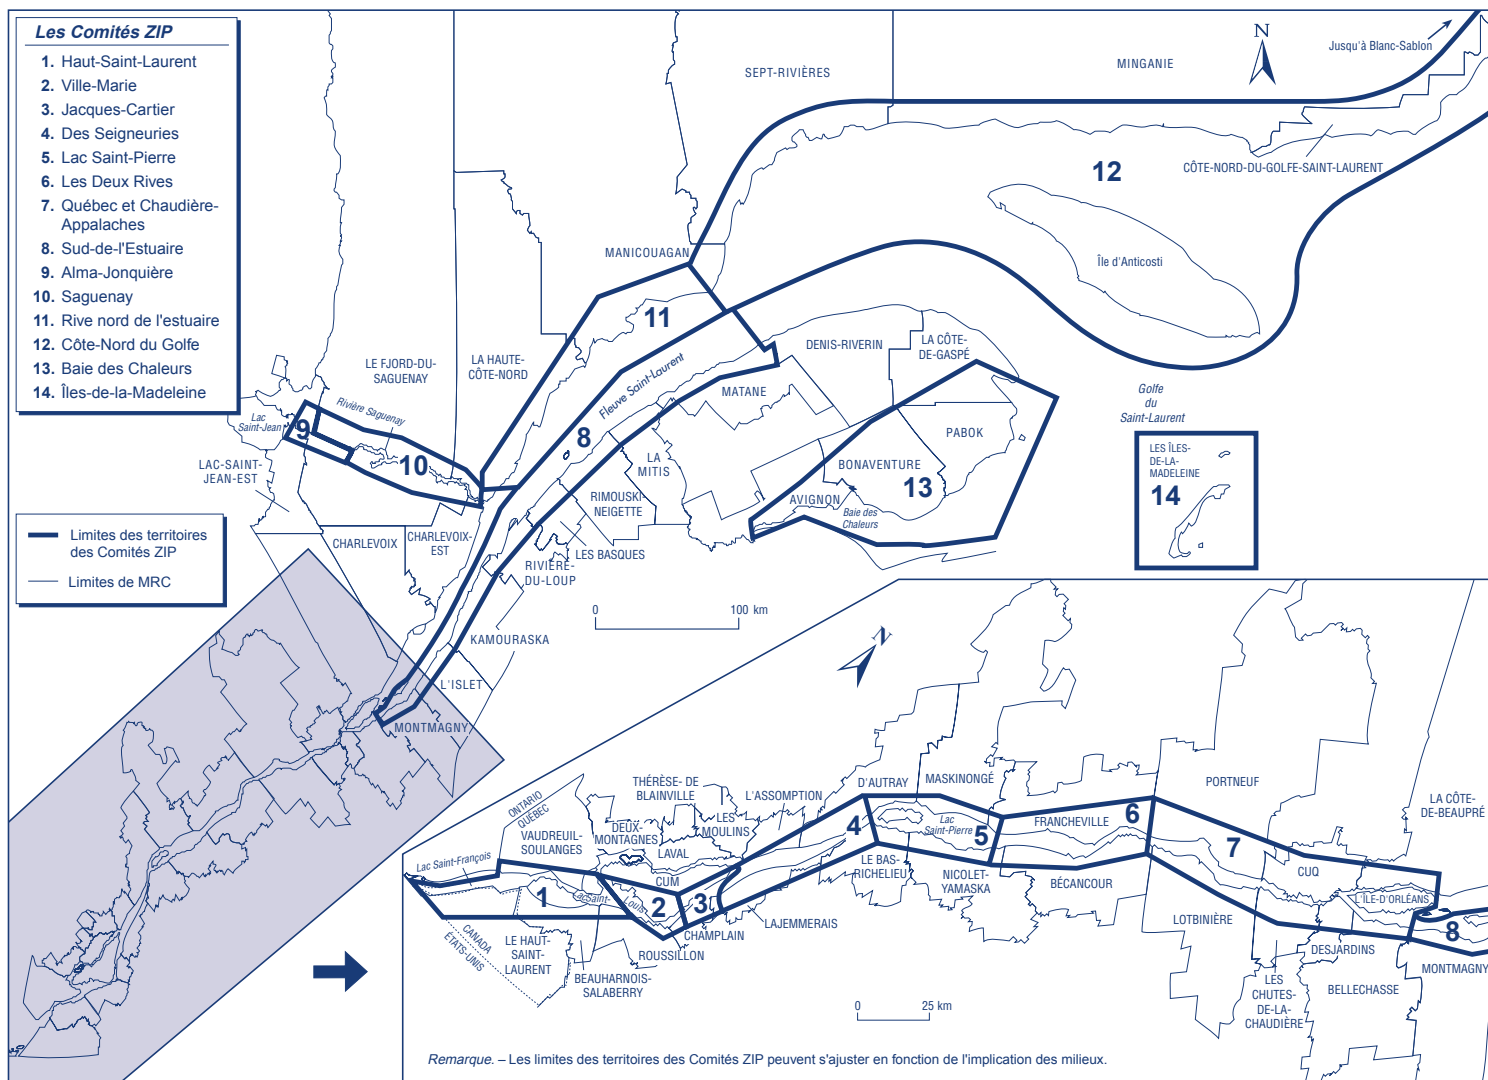 Les Comités ZIP
1. Haut-Saint-Laurent
2. Ville-Marie
3. Jacques-Cartier
4. Des Seigneuries
5. Lac Saint-Pierre
6. Les Deux Rives
7. Québec et Chaudière-
Appalaches
8. Sud-de-l'Estuaire
9. Alma-Jonquière
10. Saguenay
11. Rive nord de l'estuaire
12. Côte-Nord du Golfe
13. Baie des Chaleurs
14. Îles-de-la-Madeleine
Limites des territoires
des Comités ZIP
Limites de MRC
N
Jusqu'à Blanc-Sablon
SEPT-RIVIÈRES
MINGANIE
CÔTE-NORD-DU-GOLFE-SAINT-LAURENT
12
Île d'Anticosti
MANICOUAGAN
11
LE FJORD-DU-
SAGUENAY
LA HAUTE-
CÔTE-NORD
Fleuve Saint-Laurent
DENIS-RIVERIN
LA CÔTE-
DE-GASPÉ
MATANE
Golfe
du
Saint-Laurent
Rivière Saguenay
Lac
Saint-Jean
9
10
8
LA
MITIS
PABOK
BONAVENTURE
13
AVIGNON
Baie des
Chaleurs
LES ÎLES-
DE-LA-
MADELEINE
14
LAC-SAINT-
JEAN-EST
RIMOUSKI-
NEIGETTE
CHARLEVOIX
CHARLEVOIX-
EST
LES BASQUES
RIVIÈRE-
DU-LOUP
0
100 km
KAMOURASKA
L'ISLET
MONTMAGNY
N
ONTARIO
QUÉBEC
VAUDREUIL-
SOULANGES
DEUX-
MONTAGNES
THÉRÈSE- DE
BLAINVILLE
LES
MOULINS
L'ASSOMPTION
D'AUTRAY
MASKINONGÉ
PORTNEUF
LA CÔTE-
DE-BEAUPRÉ
LAVAL
CUM
Lac Saint-François
1
Lac Saint-
Louis
2
3
4
Lac
Saint-Pierre
5
FRANCHEVILLE
6
7
CUQ
L'ÎLE-D'ORLÉANS
8
LE BAS-
RICHELIEU
NICOLET-
YAMASKA
BÉCANCOUR
LOTBINIÈRE
LAJEMMERAIS
CHAMPLAIN
ROUSSILLON
CANADA
ÉTATS-UNIS
LE HAUT-
SAINT-
LAURENT
BEAUHARNOIS-
SALABERRY
DESJARDINS
MONTMAGNY
BELLECHASSE
LES
CHUTES-
DE-LA-
CHAUDIÈRE
0
25 km
Remarque. – Les limites des territoires des Comités ZIP peuvent s'ajuster en fonction de l'implication des milieux.